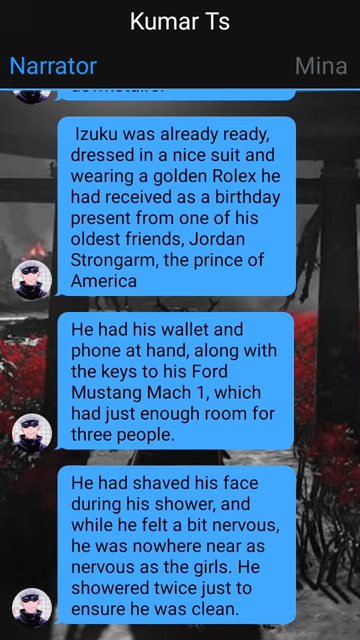 Kumar Ts
Narrator
Mina
Izuku was already ready,
dressed in a nice suit and
wearing a golden Rolex he
had received as a birthday
present from one of his
oldest friends, Jordan
Strongarm, the prince of
America
He had his wallet and
phone at hand, along with
the keys to his Ford
Mustang Mach 1, which
had just enough room for
three people.
He had shaved his face
during his shower, and
while he felt a bit nervous,
he was nowhere near as
nervous as the girls. He
showered twice just to
ensure he was clean.